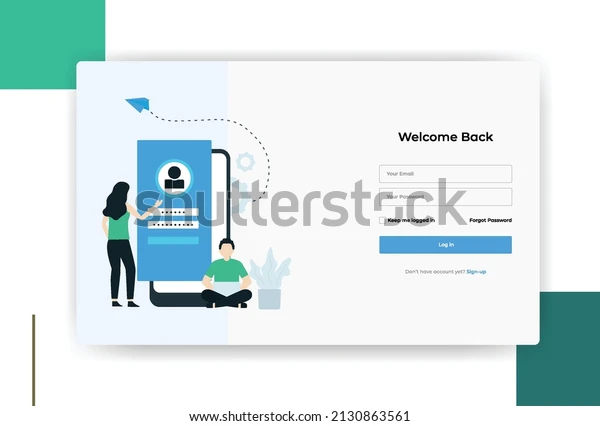 Welcome Back
Your Email
Your Password
Keep me logged in
Forgot Password
Log in
Don't have account yet? Sign-up
shutterstock
shutterstock.com · 2130863561